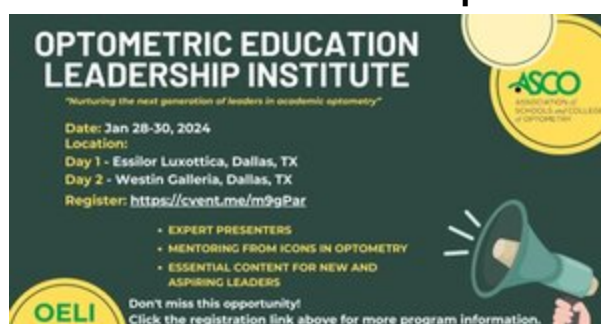 OPTOMETRIC EDUCATION
LEADERSHIP INSTITUTE
"Nurturing the next generation of leaders in academic optometry"
Date: Jan 28-30, 2024
Location:
Day 1 - Essilor Luxottica, Dallas, TX
Day 2 - Westin Galleria, Dallas, TX
Register: https://cvent.me/m9gPar
• EXPERT PRESENTERS
• MENTORING FROM ICONS IN OPTOMETRY
• ESSENTIAL CONTENT FOR NEW AND
ASPIRING LEADERS
Don't miss this opportunity!
Click the registration link above for more program information.
ASCO
ASSOCIATION of
SCHOOLS and COLLEGES
of OPTOMETRY
OELI